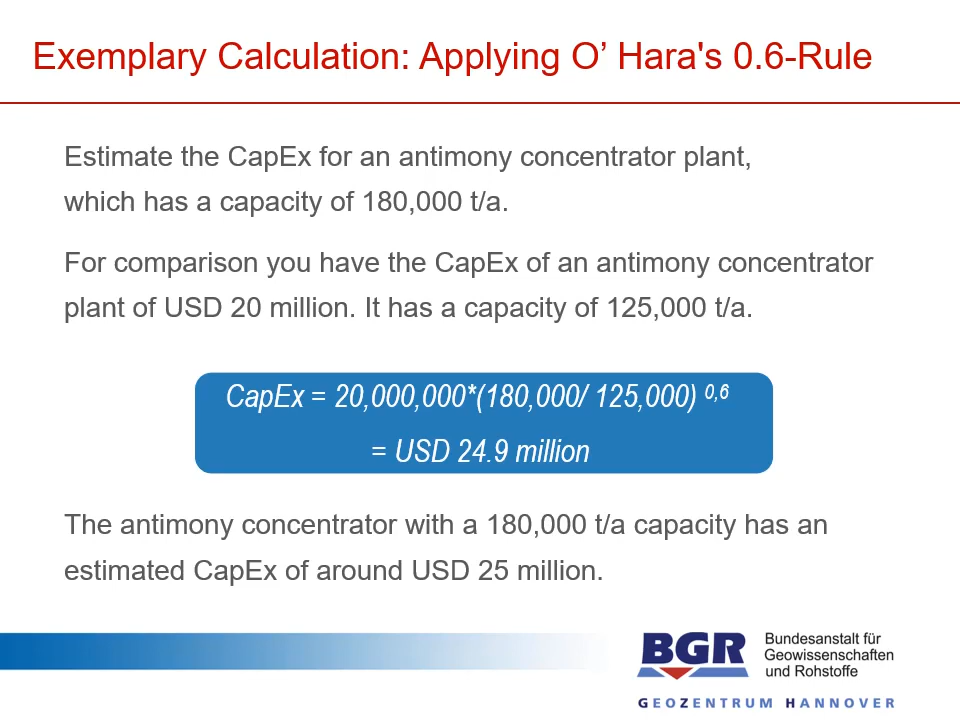 Exemplary Calculation: Applying O’ Hara's 0.6-Rule
Estimate the CapEx for an antimony concentrator plant,
which has a capacity of 180,000 t/a.
For comparison you have the CapEx of an antimony concentrator
plant of USD 20 million. It has a capacity of 125,000 t/a.
CapEx = 20,000,000*(180,000/ 125,000) 0,6
= USD 24.9 million
The antimony concentrator with a 180,000 t/a capacity has an
estimated CapEx of around USD 25 million.
BGR
Bundesanstalt für
Geowissenschaften
und Rohstoffe
GEOZENTRUM HANNOVER